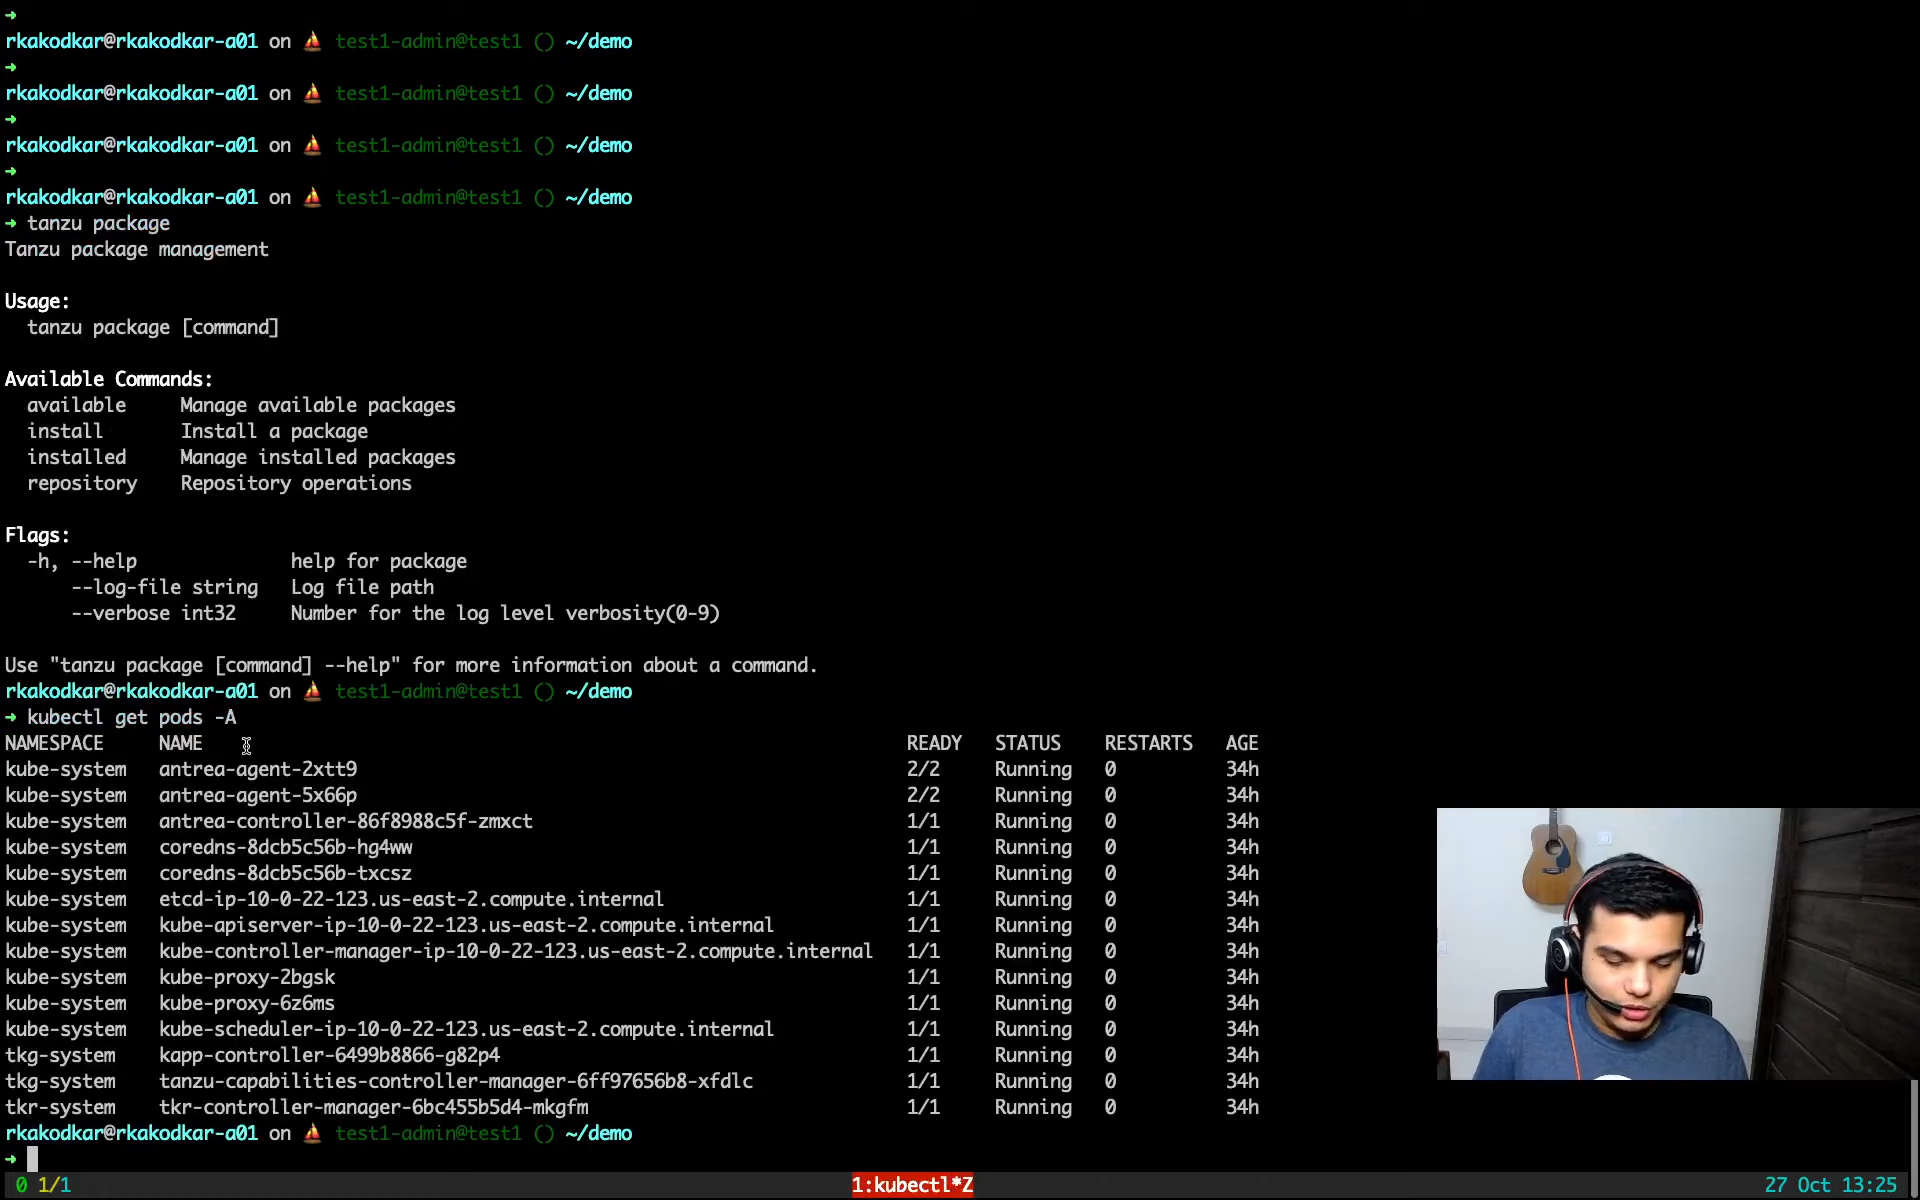 ➜
rkakodkar@rkakodkar-a01 on ⛵ test1-admin@test1 () ~/demo
➜
rkakodkar@rkakodkar-a01 on ⛵ test1-admin@test1 () ~/demo
➜
rkakodkar@rkakodkar-a01 on ⛵ test1-admin@test1 () ~/demo
➜
rkakodkar@rkakodkar-a01 on ⛵ test1-admin@test1 () ~/demo
➜ tanzu package
Tanzu package management
Usage:
tanzu package [command]
Available Commands:
available Manage available packages
install Install a package
installed Manage installed packages
repository Repository operations
Flags:
-h, --help help for package
--log-file string Log file path
--verbose int32 Number for the log level verbosity(0-9)
Use "tanzu package [command] --help" for more information about a command.
rkakodkar@rkakodkar-a01 on ⛵ test1-admin@test1 () ~/demo
➜ kubectl get pods -A
NAMESPACE NAME READY STATUS RESTARTS AGE
kube-system antrea-agent-2xtt9 2/2 Running 0 34h
kube-system antrea-agent-5x66p 2/2 Running 0 34h
kube-system antrea-controller-86f8988c5f-zmxct 1/1 Running 0 34h
kube-system coredns-8dcb5c56b-hg4ww 1/1 Running 0 34h
kube-system coredns-8dcb5c56b-txcsz 1/1 Running 0 34h
kube-system etcd-ip-10-0-22-123.us-east-2.compute.internal 1/1 Running 0 34h
kube-system kube-apiserver-ip-10-0-22-123.us-east-2.compute.internal 1/1 Running 0 34h
kube-system kube-controller-manager-ip-10-0-22-123.us-east-2.compute.internal 1/1 Running 0 34h
kube-system kube-proxy-2bgsk 1/1 Running 0 34h
kube-system kube-proxy-6z6ms 1/1 Running 0 34h
kube-system kube-scheduler-ip-10-0-22-123.us-east-2.compute.internal 1/1 Running 0 34h
tkg-system kapp-controller-6499b8866-g82p4 1/1 Running 0 34h
tkg-system tanzu-capabilities-controller-manager-6ff97656b8-xfdlc 1/1 Running 0 34h
tkr-system tkr-controller-manager-6bc455b5d4-mkgfm 1/1 Running 0 34h
rkakodkar@rkakodkar-a01 on ⛵ test1-admin@test1 () ~/demo
➜
0 1/1 1:kubectl*Z 27 Oct 13:25